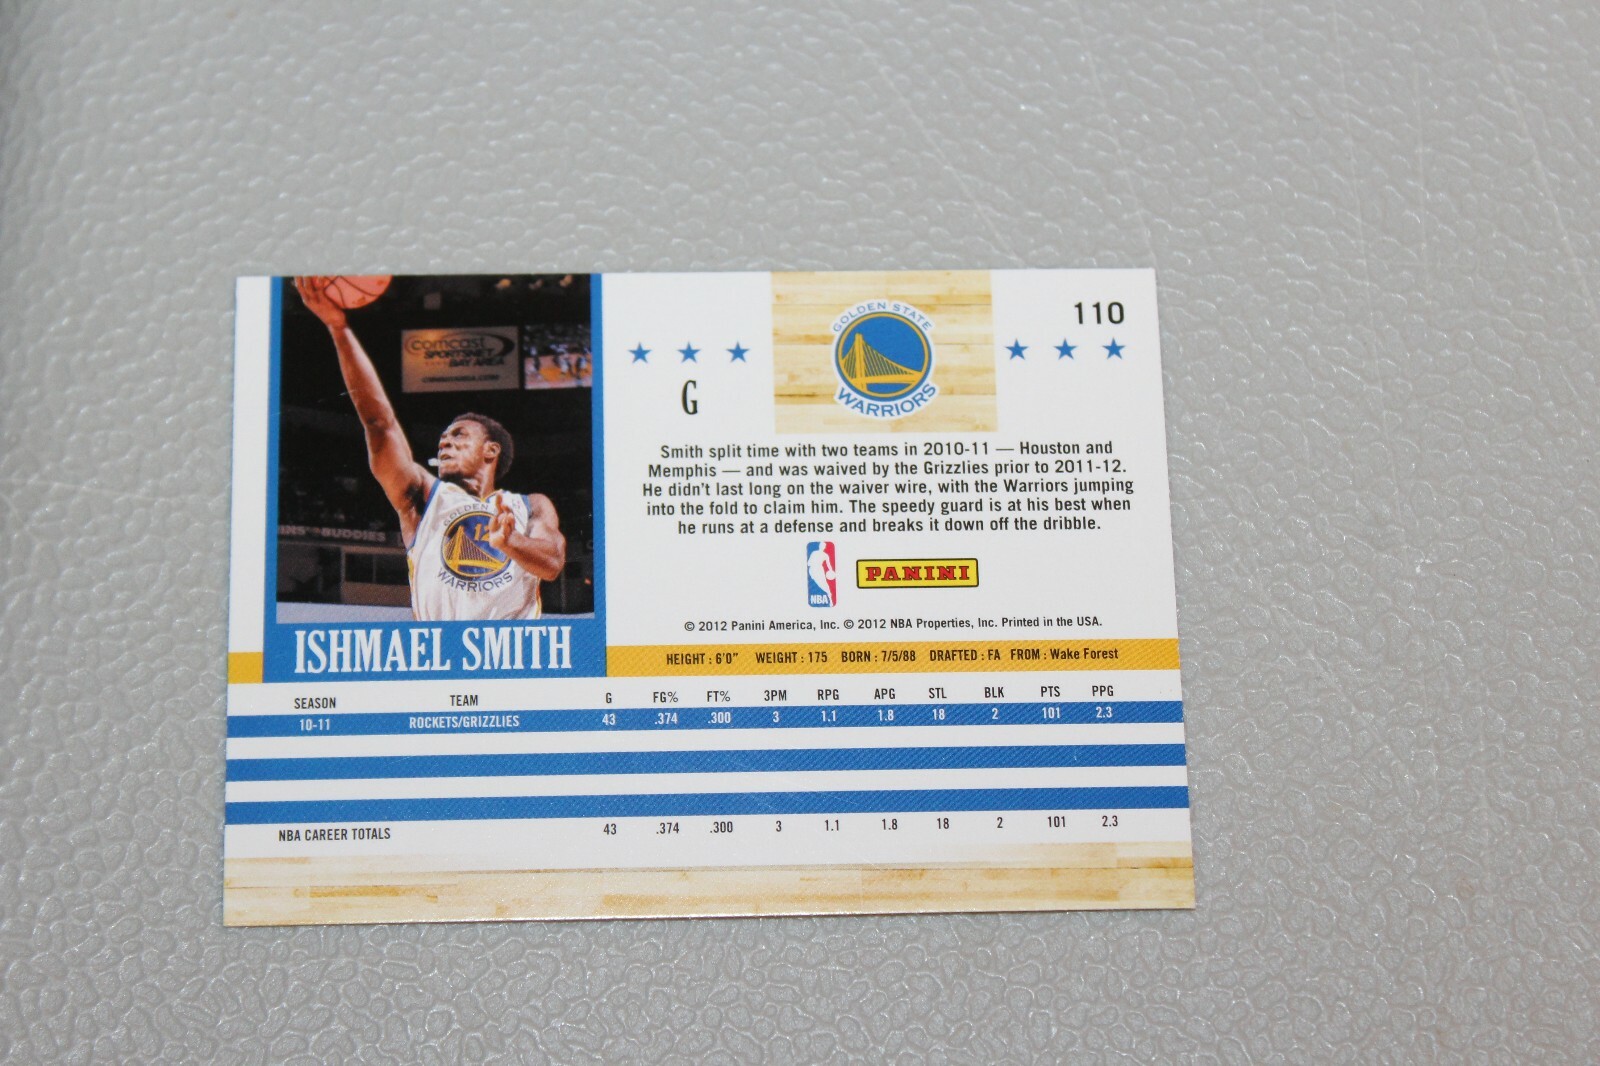 comcast
SPORTSNET
BAY AREA
GOLDEN STATE
WARRIORS
12
BUDDIES
ISHMAEL SMITH
G
GOLDEN STATE
WARRIORS
110
Smith split time with two teams in 2010-11 — Houston and
Memphis — and was waived by the Grizzlies prior to 2011-12.
He didn't last long on the waiver wire, with the Warriors jumping
into the fold to claim him. The speedy guard is at his best when
he runs at a defense and breaks it down off the dribble.
NBA
PANINI
© 2012 Panini America, Inc. © 2012 NBA Properties, Inc. Printed in the USA.
HEIGHT : 6'0" WEIGHT : 175 BORN : 7/5/88 DRAFTED : FA FROM : Wake Forest
SEASON TEAM G FG% FT% 3PM RPG APG STL BLK PTS PPG
10-11 ROCKETS/GRIZZLIES 43 .374 .300 3 1.1 1.8 18 2 101 2.3
NBA CAREER TOTALS 43 .374 .300 3 1.1 1.8 18 2 101 2.3